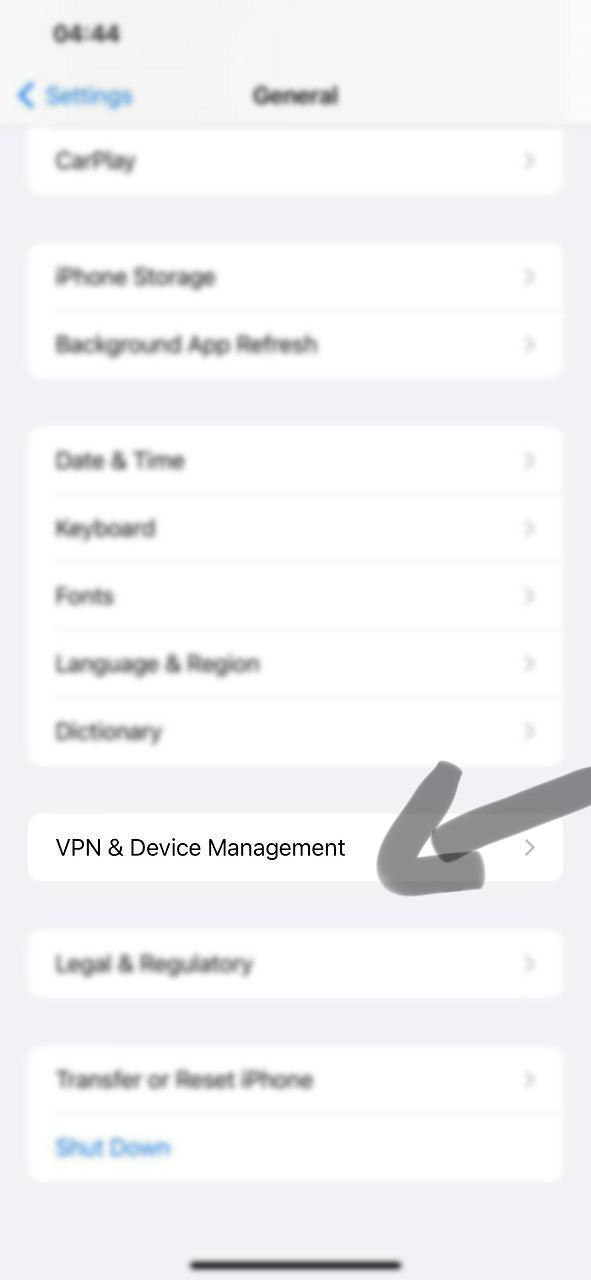 04:44
Settings
General
CarPlay
iPhone Storage
Background App Refresh
Date & Time
Keyboard
Fonts
Language & Region
Dictionary
VPN & Device Management
Legal & Regulatory
Transfer or Reset iPhone
Shut Down